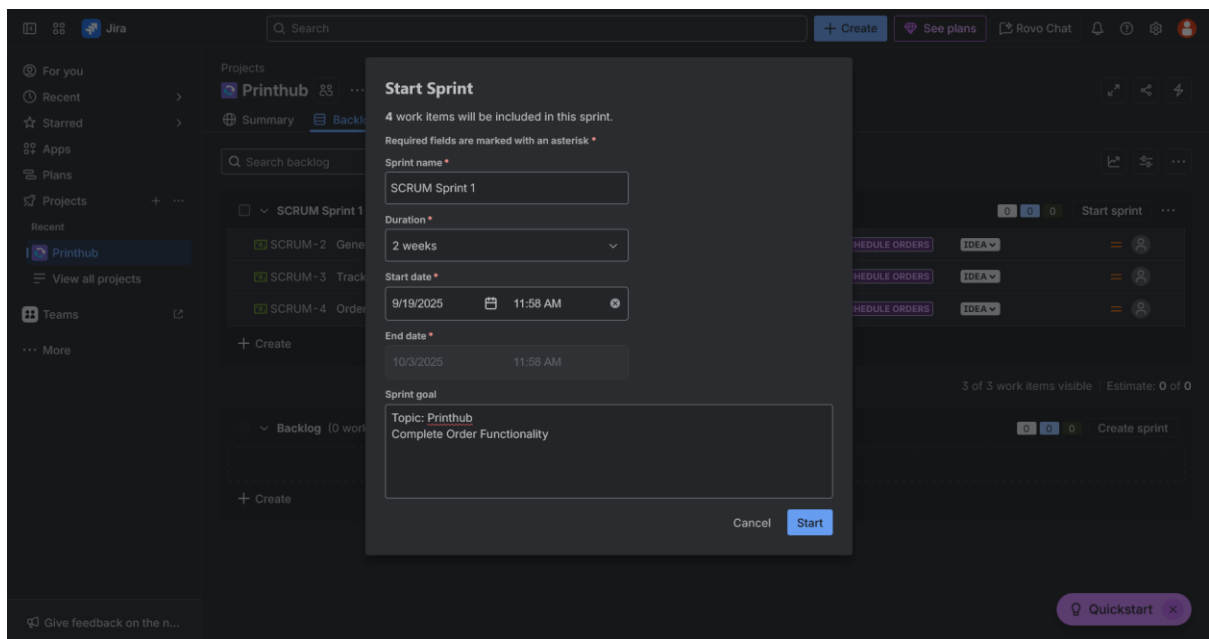 Jira
Search
+ Create
See plans
Rovo Chat
For you
Recent
Starred
Apps
Plans
Projects
Recent
Printhub
View all projects
Teams
More
Give feedback on the n...
Projects
Printhub
Summary
Backlo
Search backlog
SCRUM Sprint 1
0 0 0 Start sprint
SCRUM-2 Gene
HEDULE ORDERS IDEA
SCRUM-3 Track
HEDULE ORDERS IDEA
SCRUM-4 Order
HEDULE ORDERS IDEA
+ Create
3 of 3 work items visible Estimate: 0 of 0
Backlog (0 work
0 0 0 Create sprint
+ Create
Start Sprint
4 work items will be included in this sprint.
Required fields are marked with an asterisk *
Sprint name *
SCRUM Sprint 1
Duration *
2 weeks
Start date *
9/19/2025 11:58 AM
End date *
10/3/2025 11:58 AM
Sprint goal
Topic: Printhub
Complete Order Functionality
Cancel Start
Quickstart